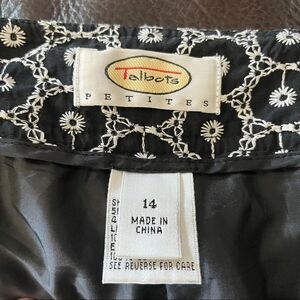 Talbots
PETITES
14
MADE IN
CHINA
SEE REVERSE FOR CARE